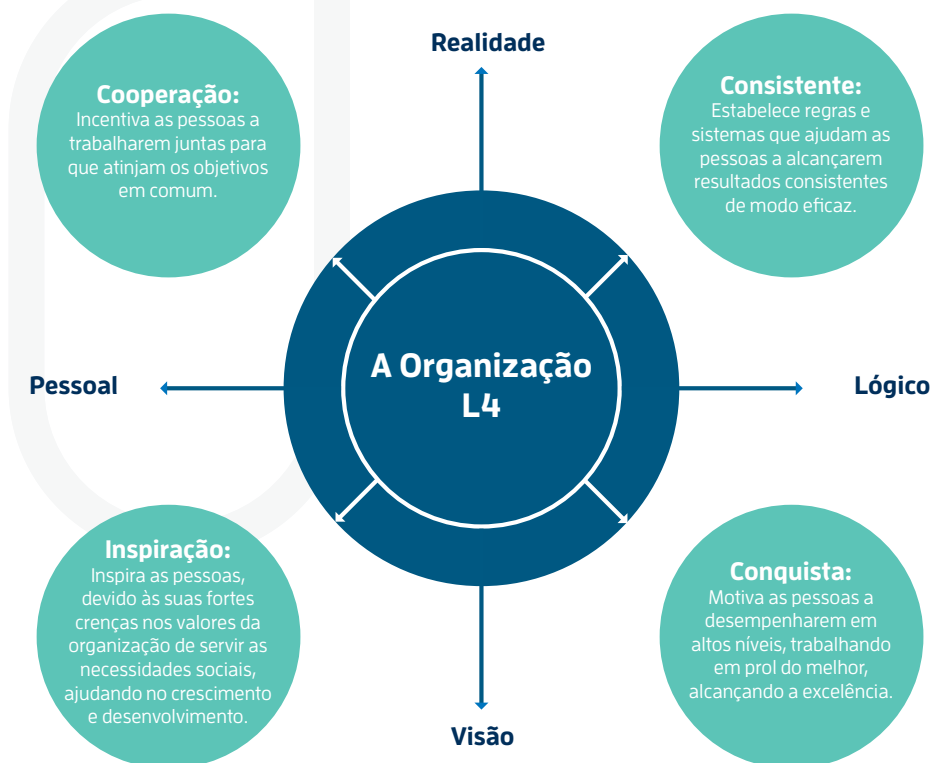 Realidade
Cooperação:
Incentiva as pessoas a
trabalharem juntas para
que atinjam os objetivos
em comum.
Consistente:
Estabelece regras e
sistemas que ajudam as
pessoas a alcançarem
resultados consistentes
de modo eficaz.
Pessoal
A Organização
L4
Lógico
Inspiração:
Inspira as pessoas,
devido às suas fortes
crenças nos valores da
organização de servir as
necessidades sociais,
ajudando no crescimento
e desenvolvimento.
Conquista:
Motiva as pessoas a
desempenharem em
altos níveis, trabalhando
em prol do melhor,
alcançando a excelência.
Visão